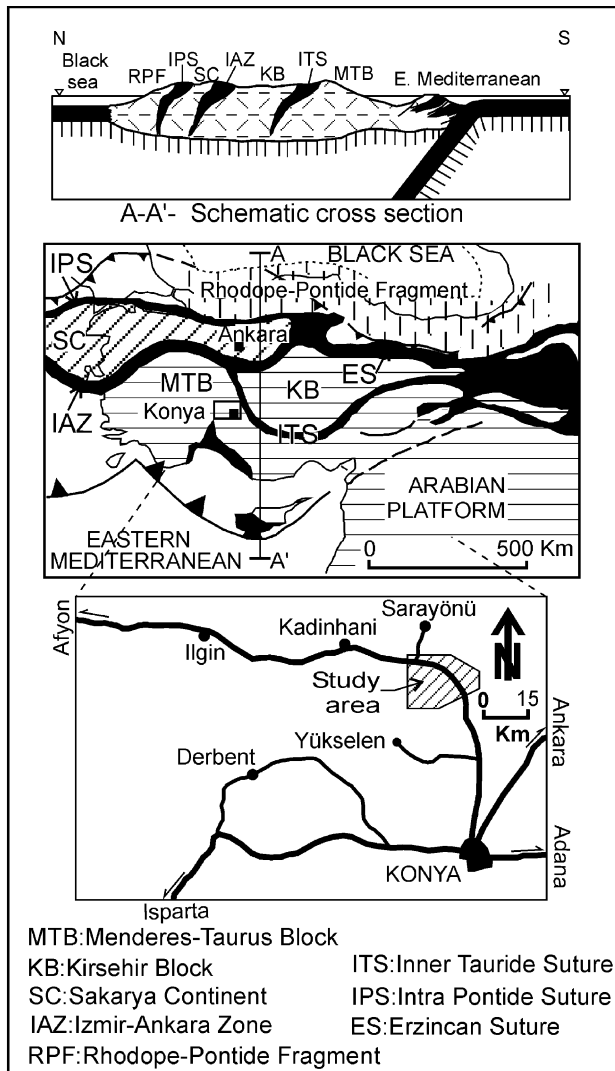 N
S
Black
sea
RPF
IPS
SC
IAZ
KB
ITS
MTB
E. Mediterranean
A-A'- Schematic cross section
IPS
A
BLACK SEA
Rhodope-Pontide Fragment
SC
Ankara
MTB
KB
ES
Konya
IAZ
ITS
ARABIAN
PLATFORM
EASTERN
MEDITERRANEAN
A'
0 500 Km
Afyon
Ilgin
Kadinhani
Sarayönü
Study
area
N
0 15
Km
Ankara
Yükselen
Derbent
KONYA
Adana
Isparta
MTB:Menderes-Taurus Block
KB:Kirsehir Block
ITS:Inner Tauride Suture
SC:Sakarya Continent
IPS:Intra Pontide Suture
IAZ:Izmir-Ankara Zone
ES:Erzincan Suture
RPF:Rhodope-Pontide Fragment